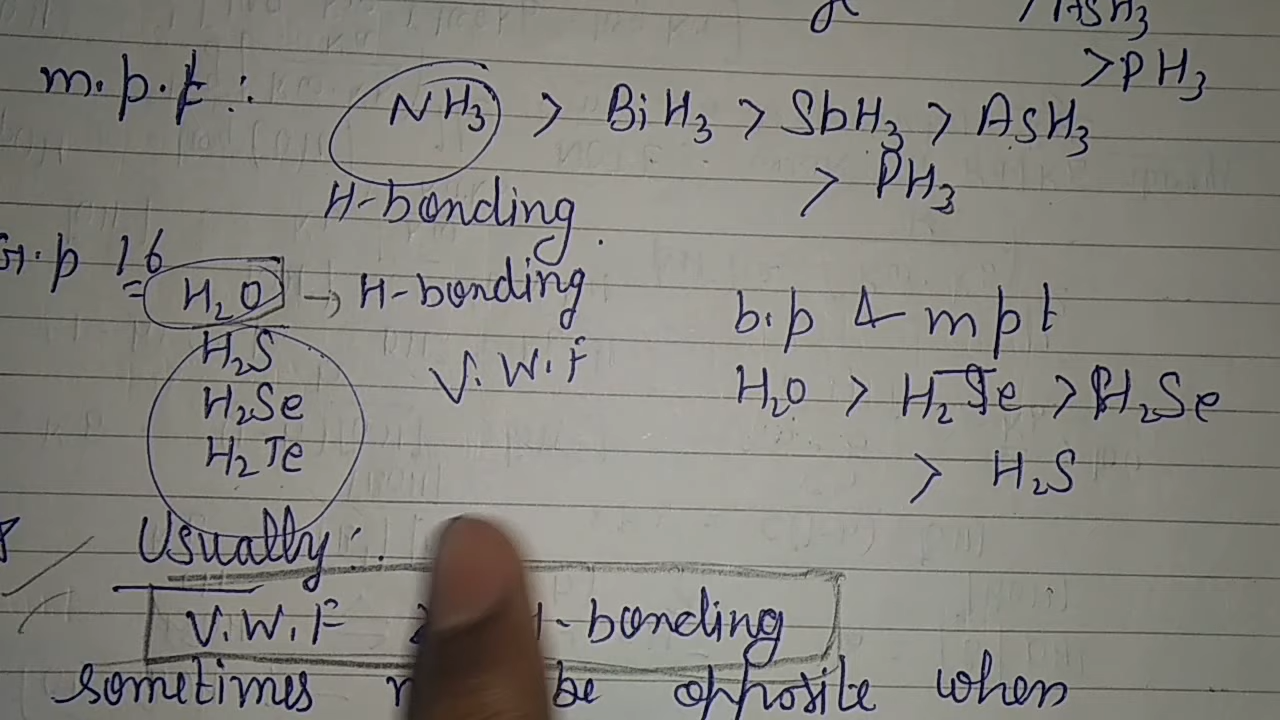 > AsH3
> PH3
m.p.t :
NH3 > BiH3 > SbH3 > AsH3
> PH3
H-bonding.
G.p 16
H2O → H-bonding
H2S
H2Se
H2Te
V.W.F
b.p & mpt
H2O > H2Te > H2Se
> H2S
Usually :.
V.W.F H-bonding
sometimes be opposite when